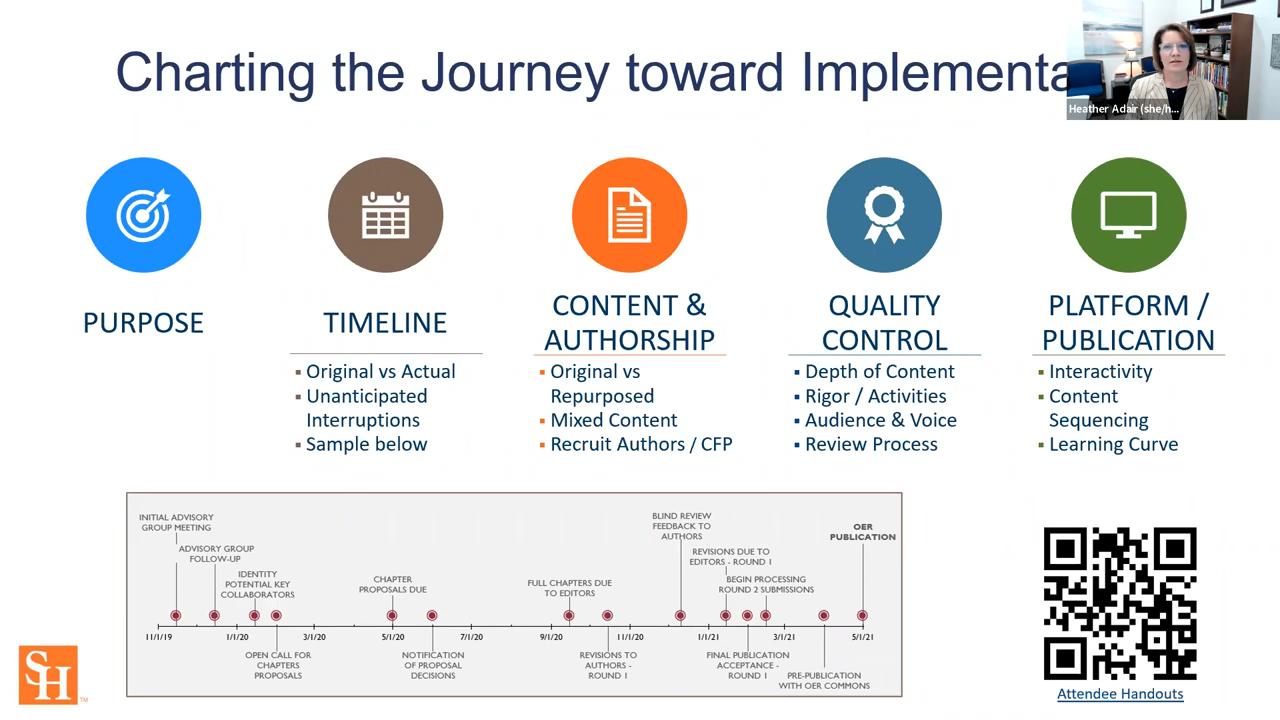 Charting the Journey toward Implementa
Heather Adair (she/h...
PURPOSE
TIMELINE
▪ Original vs Actual
▪ Unanticipated
Interruptions
▪ Sample below
CONTENT &
AUTHORSHIP
▪ Original vs
Repurposed
▪ Mixed Content
▪ Recruit Authors / CFP
QUALITY
CONTROL
▪ Depth of Content
▪ Rigor / Activities
▪ Audience & Voice
▪ Review Process
PLATFORM /
PUBLICATION
▪ Interactivity
▪ Content
Sequencing
▪ Learning Curve
INITIAL ADVISORY
GROUP MEETING
ADVISORY GROUP
FOLLOW-UP
IDENTITY
POTENTIAL KEY
COLLABORATORS
CHAPTER
PROPOSALS DUE
FULL CHAPTERS DUE
TO EDITORS
BLIND REVIEW
FEEDBACK TO
AUTHORS
REVISIONS DUE TO
EDITORS - ROUND 1
BEGIN PROCESSING
ROUND 2 SUBMISSIONS
OER
PUBLICATION
11/1/19 1/1/20 3/1/20 5/1/20 7/1/20 9/1/20 11/1/20 1/1/21 3/1/21 5/1/21
OPEN CALL FOR
CHAPTERS
PROPOSALS
NOTIFICATION
OF PROPOSAL
DECISIONS
REVISIONS TO
AUTHORS -
ROUND 1
FINAL PUBLICATION
ACCEPTANCE -
ROUND 1
PRE-PUBLICATION
WITH OER COMMONS
SH
TM
Attendee Handouts